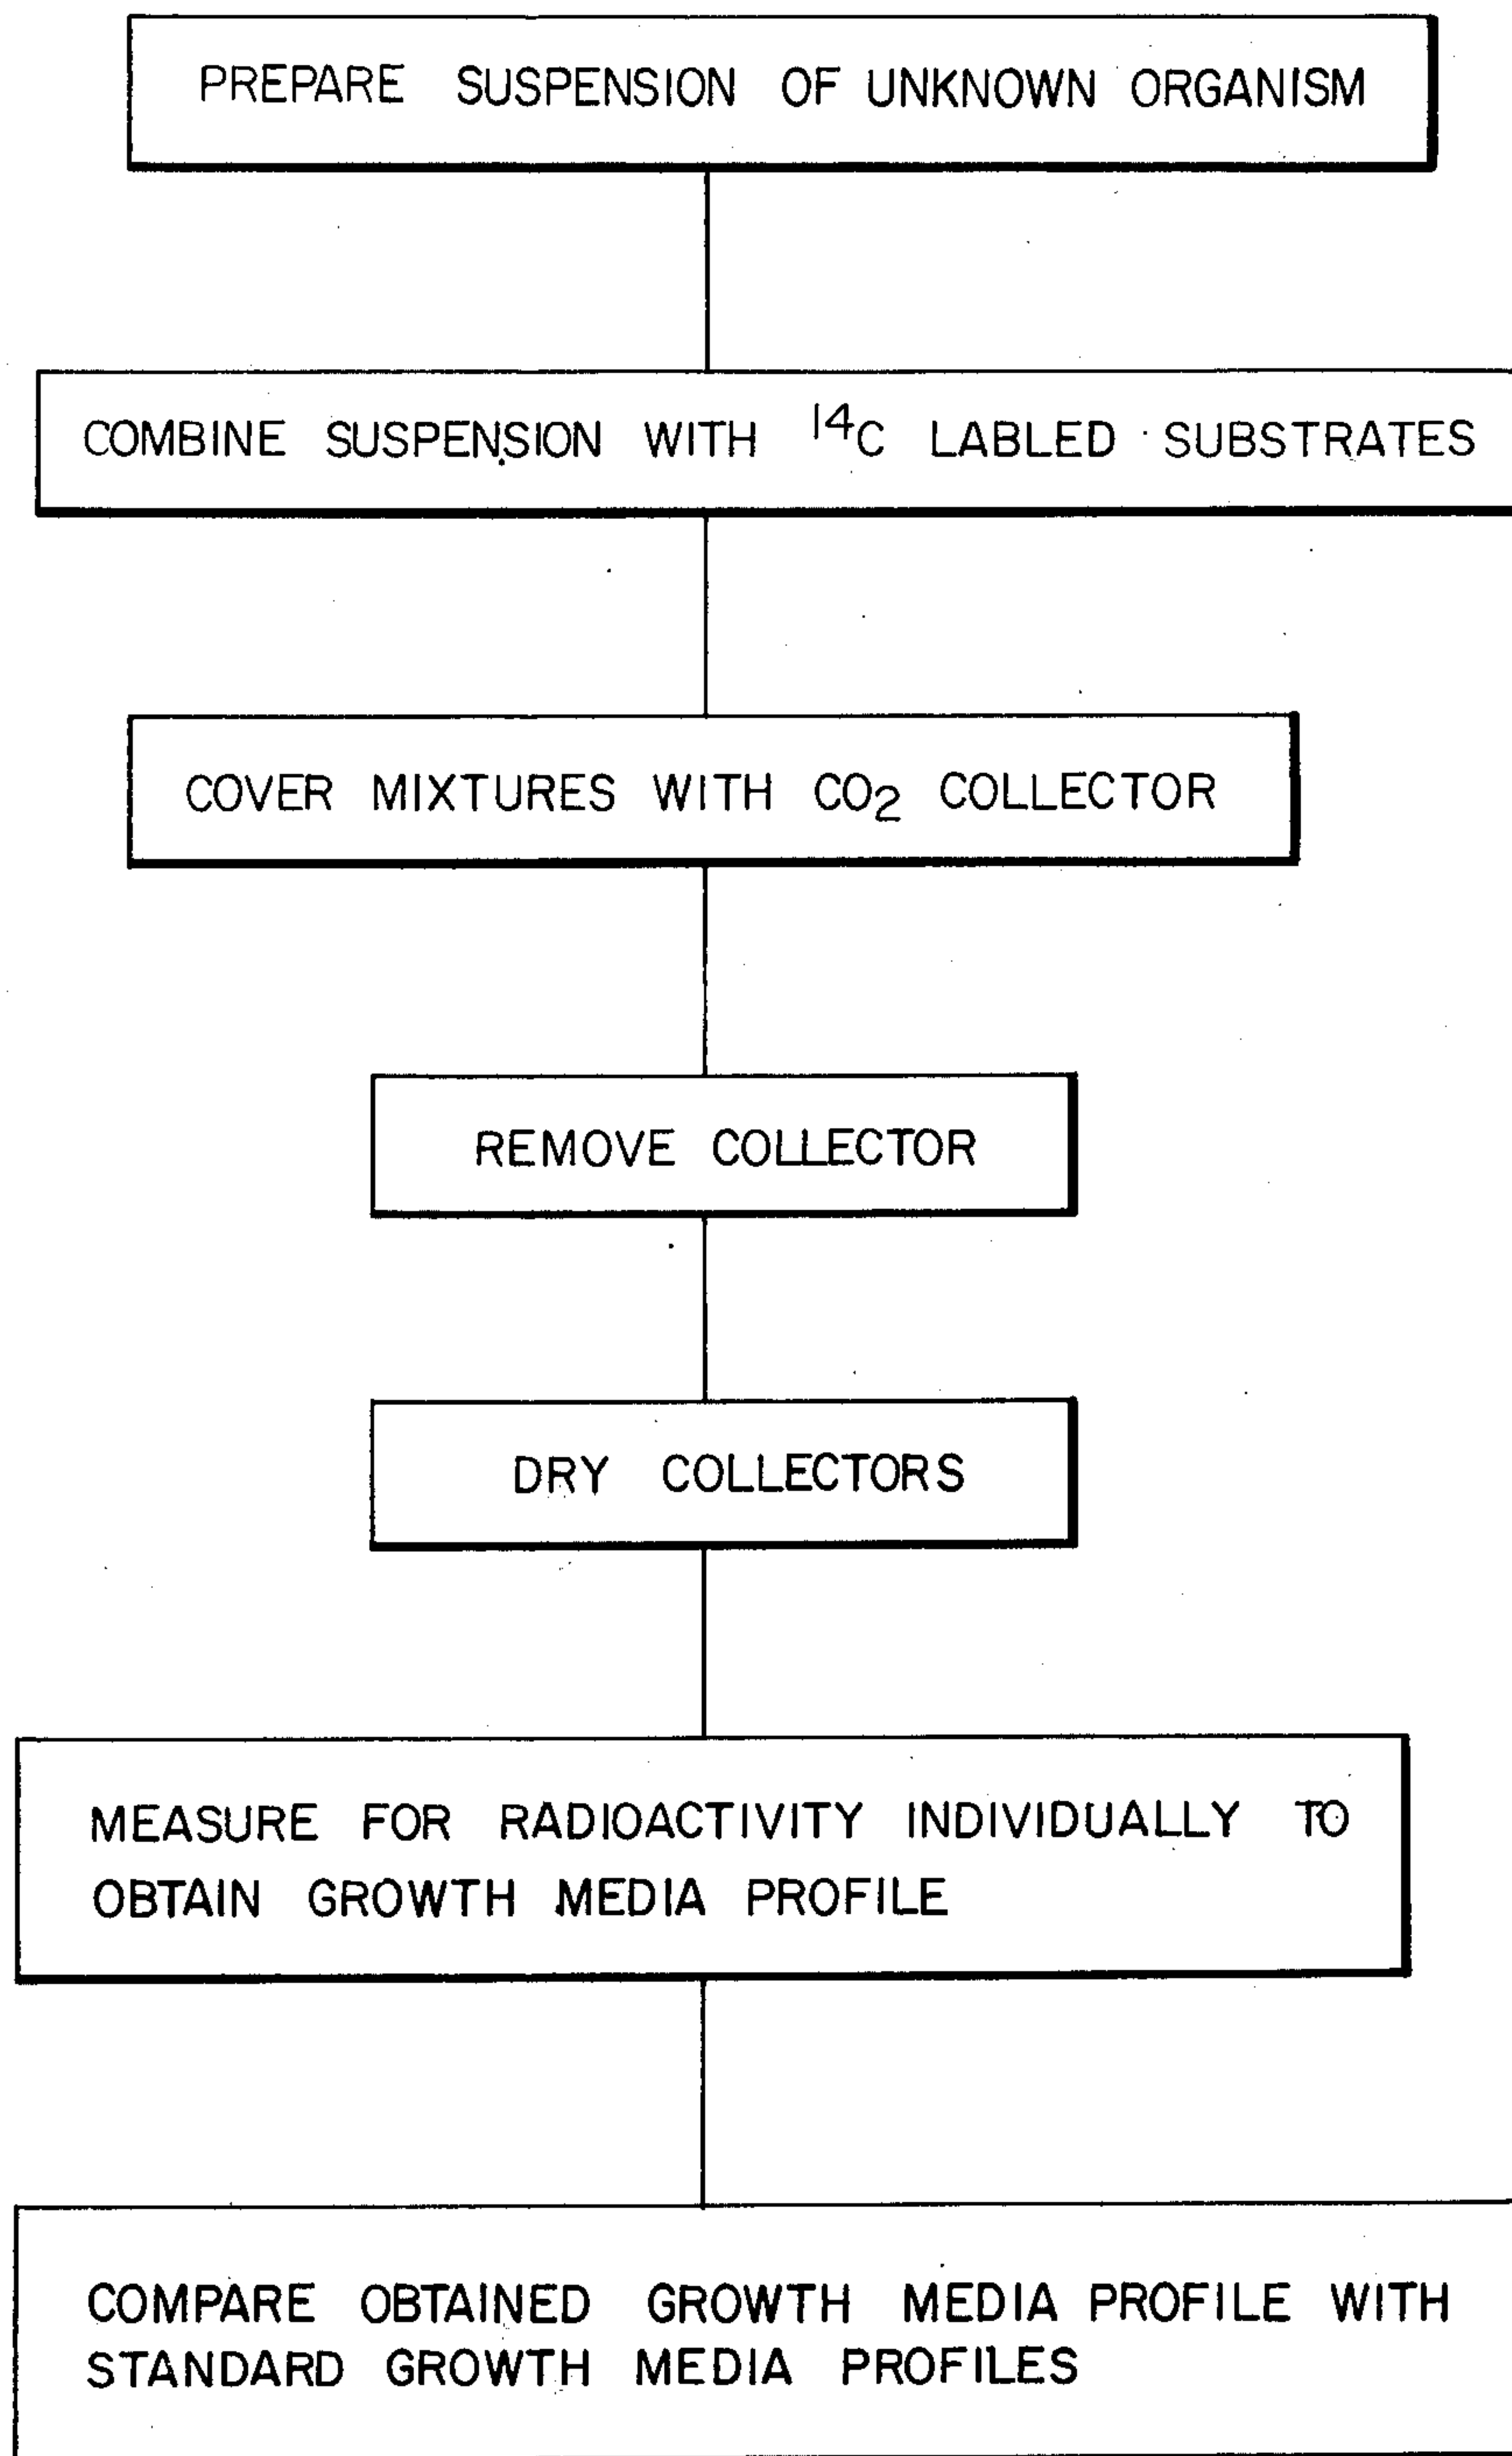 PREPARE SUSPENSION OF UNKNOWN ORGANISM
COMBINE SUSPENSION WITH ¹⁴C LABLED SUBSTRATES
COVER MIXTURES WITH CO₂ COLLECTOR
REMOVE COLLECTOR
DRY COLLECTORS
MEASURE FOR RADIOACTIVITY INDIVIDUALLY TO
OBTAIN GROWTH MEDIA PROFILE
COMPARE OBTAINED GROWTH MEDIA PROFILE WITH
STANDARD GROWTH MEDIA PROFILES